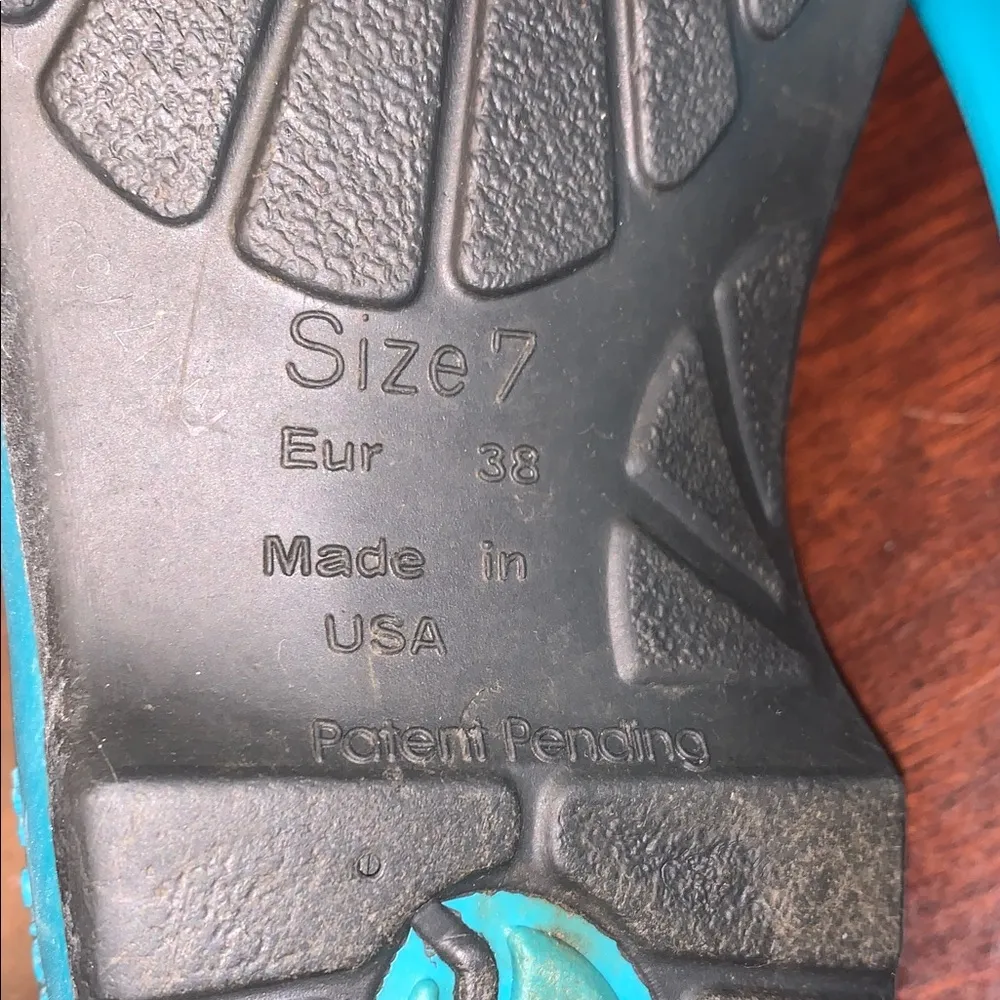 Size 7
Eur 38
Made in
USA
Patent Pending